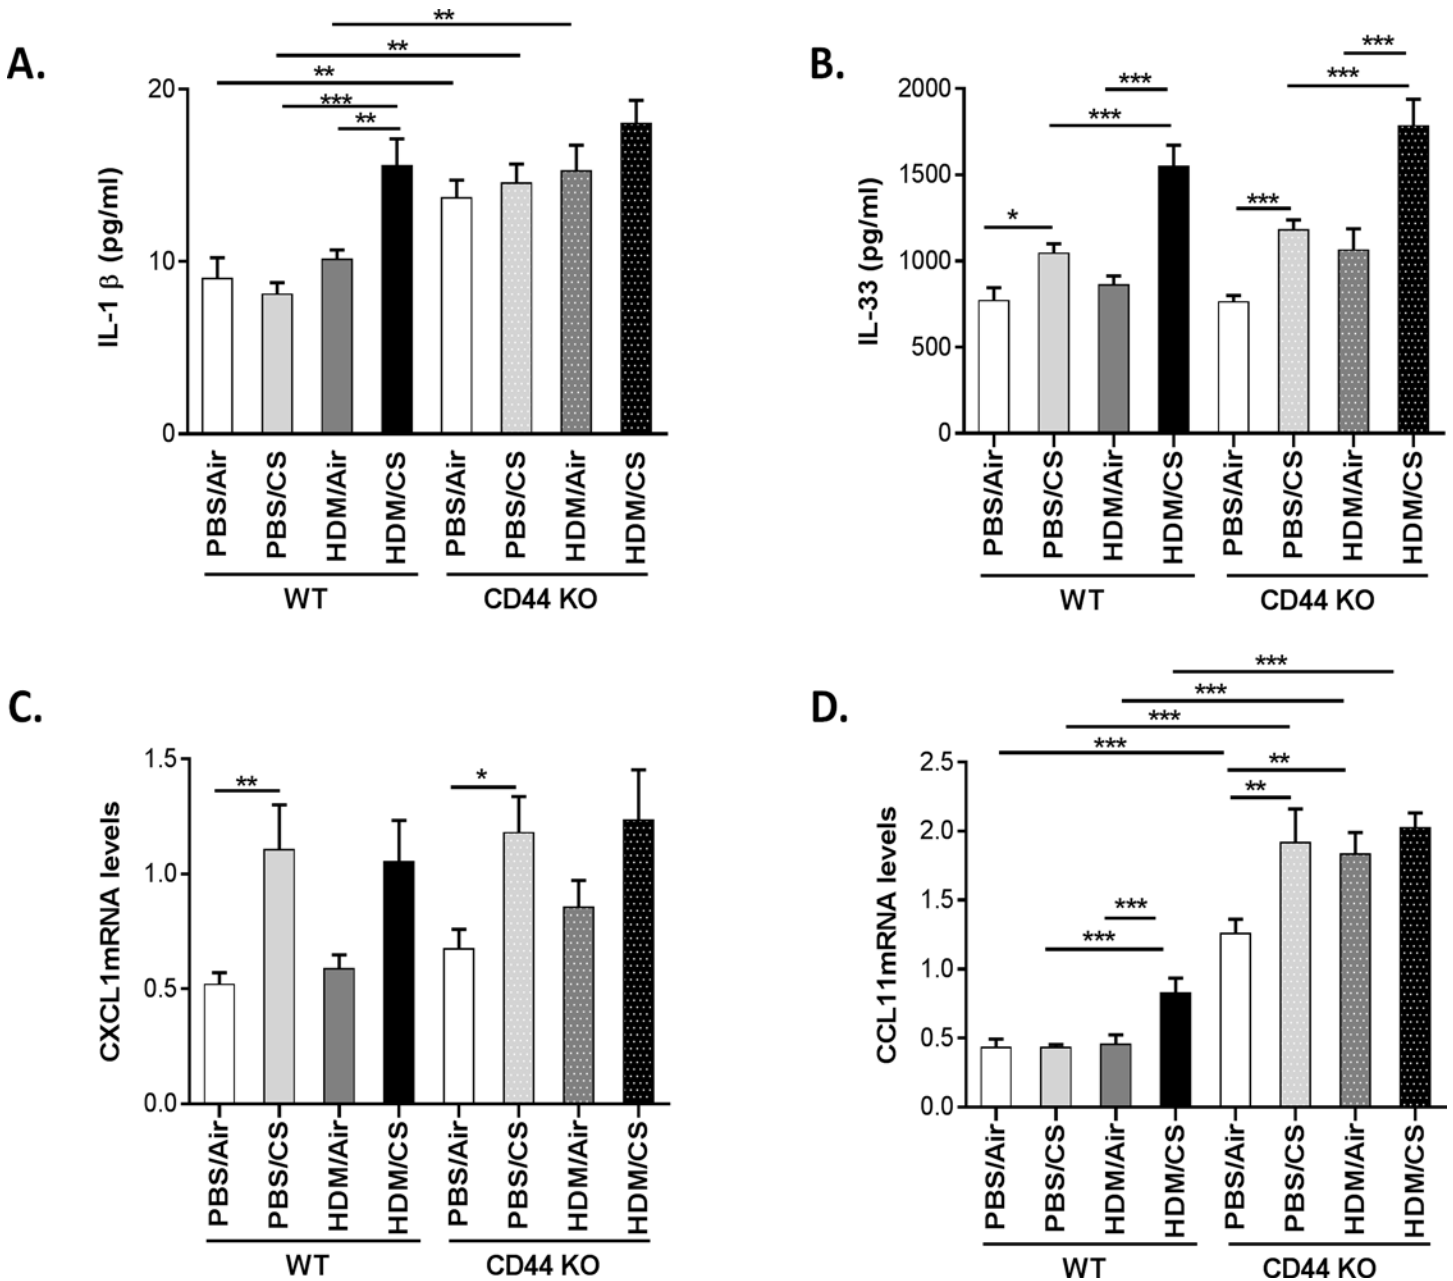 A.
**
**
**
***
**
20
10
0
IL-1 β (pg/ml)
PBS/Air
PBS/CS
HDM/Air
HDM/CS
PBS/Air
PBS/CS
HDM/Air
HDM/CS
WT
CD44 KO
B.
***
***
***
***
***
*
2000
1500
1000
500
0
IL-33 (pg/ml)
PBS/Air
PBS/CS
HDM/Air
HDM/CS
PBS/Air
PBS/CS
HDM/Air
HDM/CS
WT
CD44 KO
C.
**
*
1.5
1.0
0.5
0.0
CXCL1mRNA levels
PBS/Air
PBS/CS
HDM/Air
HDM/CS
PBS/Air
PBS/CS
HDM/Air
HDM/CS
WT
CD44 KO
D.
***
***
***
***
**
**
***
***
2.5
2.0
1.5
1.0
0.5
0.0
CCL11mRNA levels
PBS/Air
PBS/CS
HDM/Air
HDM/CS
PBS/Air
PBS/CS
HDM/Air
HDM/CS
WT
CD44 KO